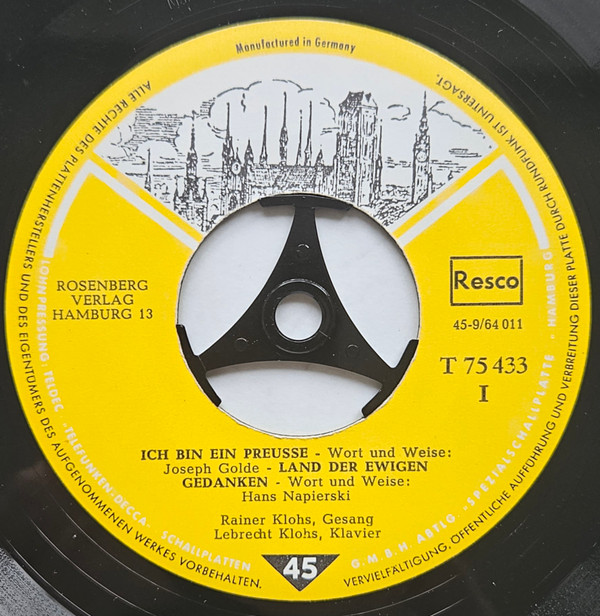 Manufactured in Germany
ALLE RECHTE DES PLATTENHERSTELLERS UND DES EIGENTÜMERS DES AUFGENOMMENEN WERKES VORBEHALTEN.
VERVIELFÄLTIGUNG, ÖFFENTLICHE AUFFÜHRUNG UND VERBREITUNG DIESER PLATTE DURCH RUNDFUNK IST UNTERSAGT.
LOHNPRESSUNG, TELDEC »TELEFUNKEN-DECCA« SCHALLPLATTEN G.M.B.H. ABTLG »SPEZIALSCHALLPLATTE« HAMBURG
ROSENBERG
VERLAG
HAMBURG 13
Resco
45-9/64 011
T 75 433
I
ICH BIN EIN PREUSSE - Wort und Weise:
Joseph Golde - LAND DER EWIGEN
GEDANKEN - Wort und Weise:
Hans Napierski
Rainer Klohs, Gesang
Lebrecht Klohs, Klavier
45